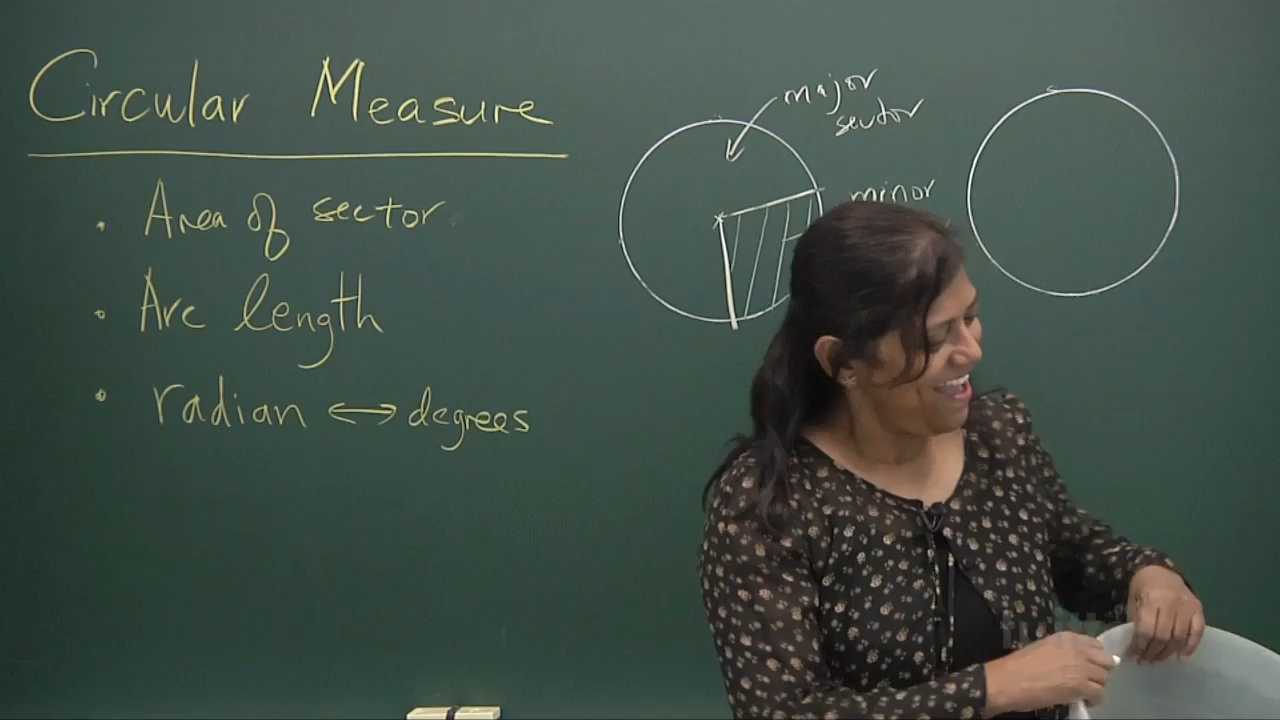 Circular Measure
. Area of sector
. Arc length
. radian ↔ degrees
major
sector
minor